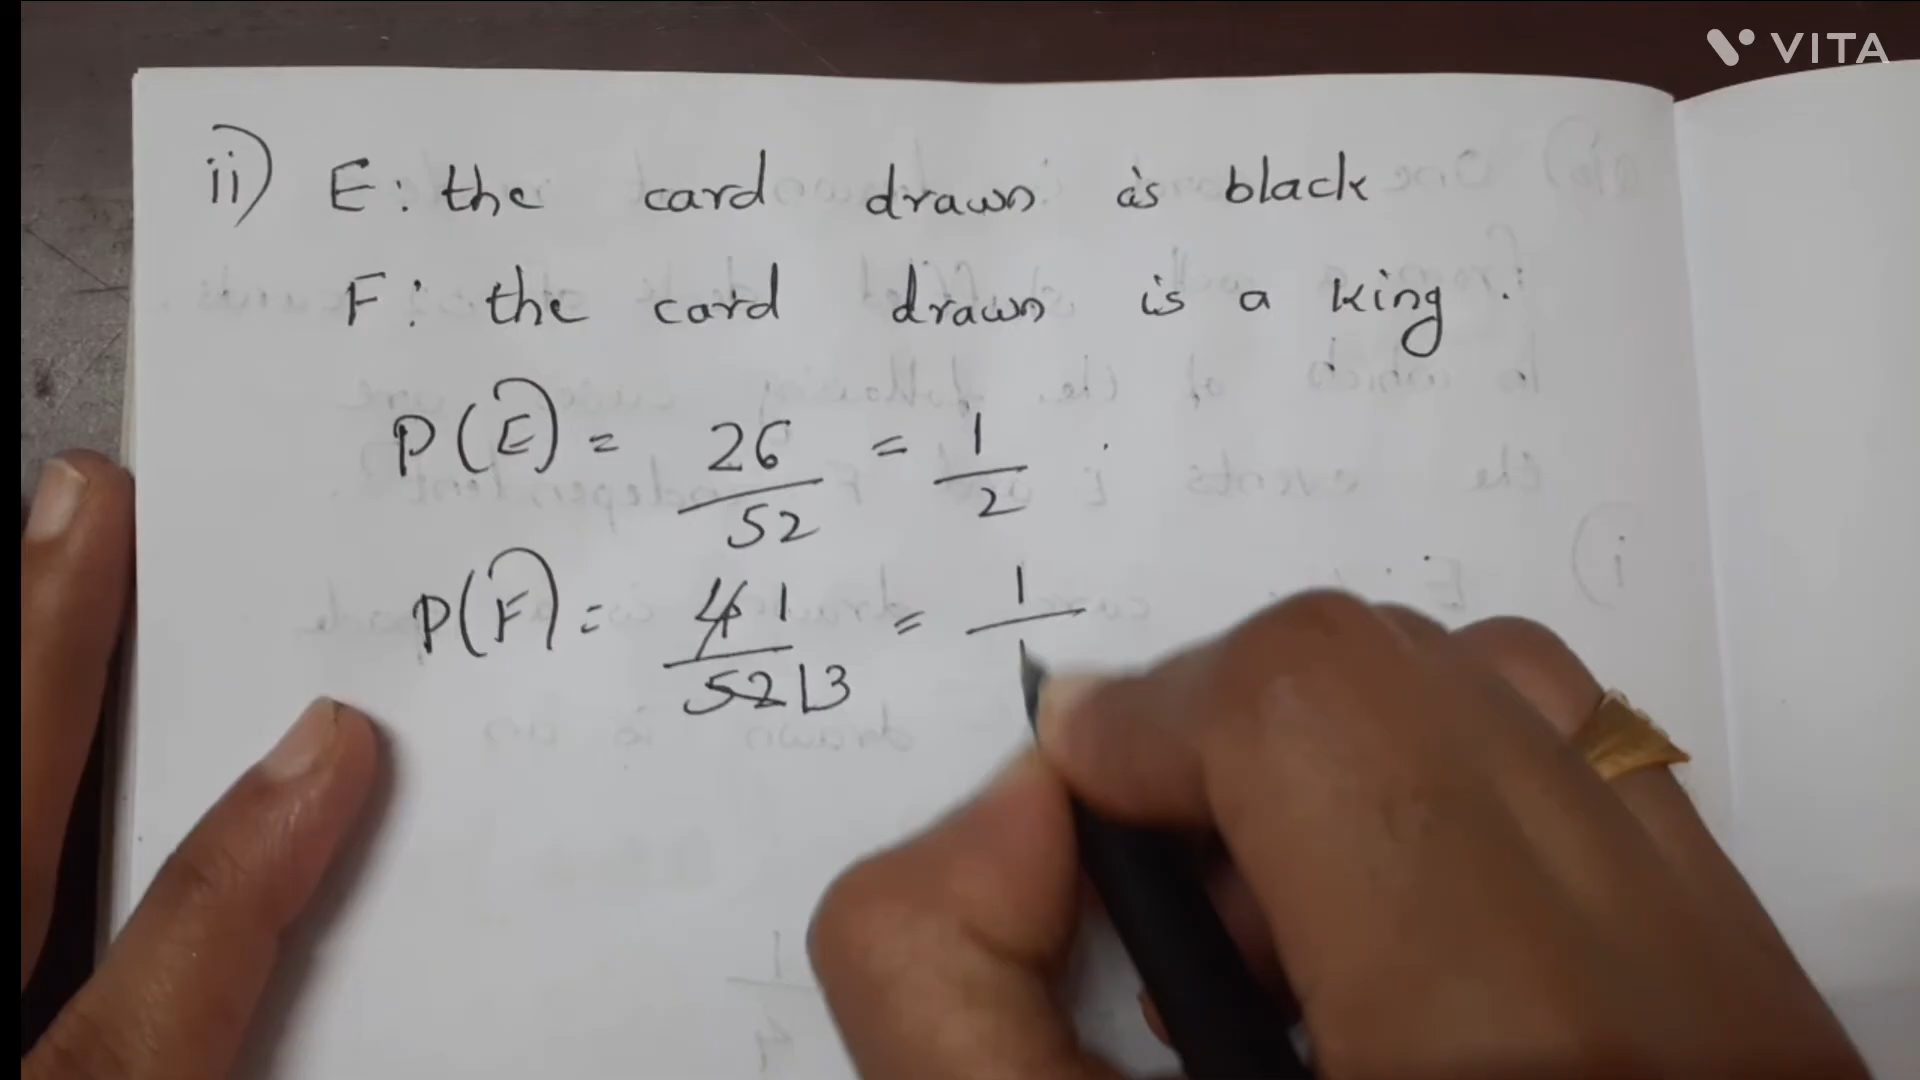 VITA
ii) E: the card drawn is black
F: the card drawn is a king.
P(E) = 26/52 = 1/2
P(F) = 4 1/52 13 = 1/1